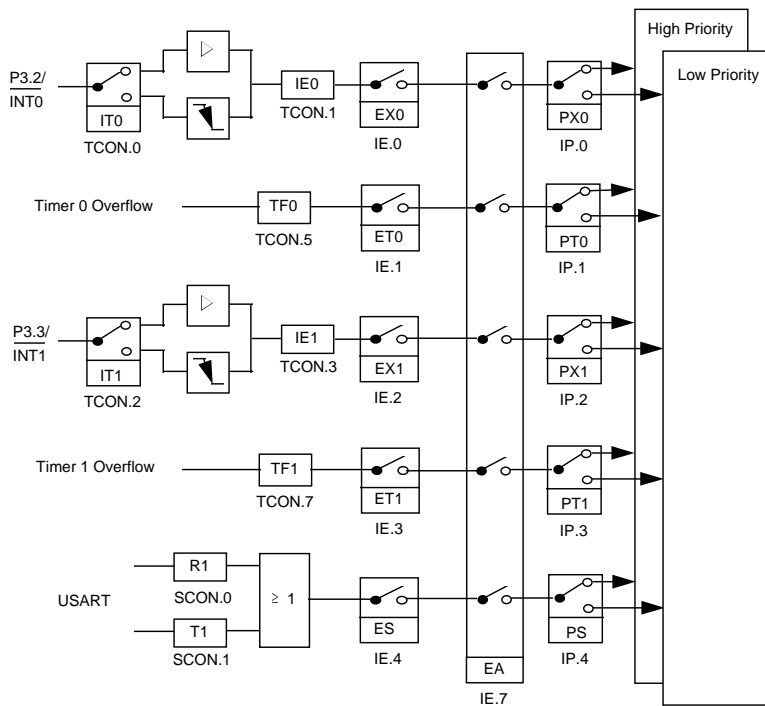 High Priority
Low Priority
P3.2/
INT0
IT0
TCON.0
IE0
TCON.1
EX0
IE.0
PX0
IP.0
Timer 0 Overflow
TF0
TCON.5
ET0
IE.1
PT0
IP.1
P3.3/
INT1
IT1
TCON.2
IE1
TCON.3
EX1
IE.2
PX1
IP.2
Timer 1 Overflow
TF1
TCON.7
ET1
IE.3
PT1
IP.3
USART
R1
SCON.0
T1
SCON.1
≥ 1
ES
IE.4
EA
IE.7
PS
IP.4